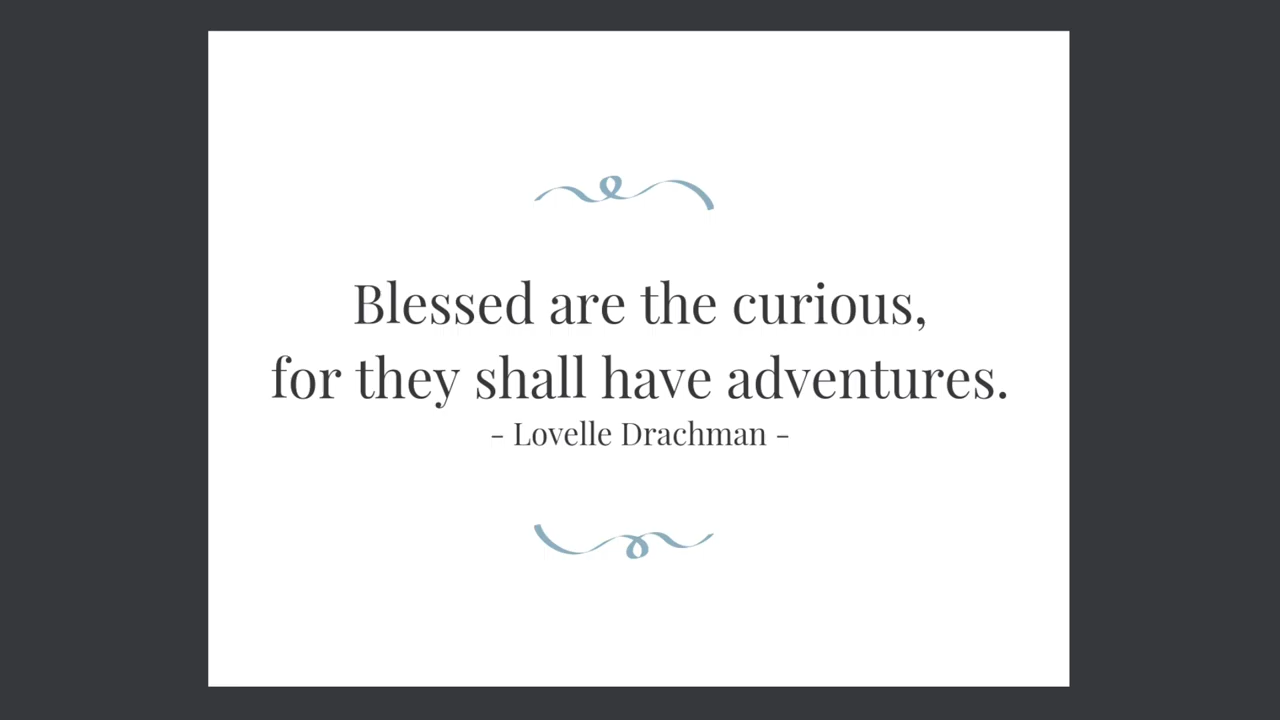 Blessed are the curious,
for they shall have adventures.
- Lovelle Drachman -